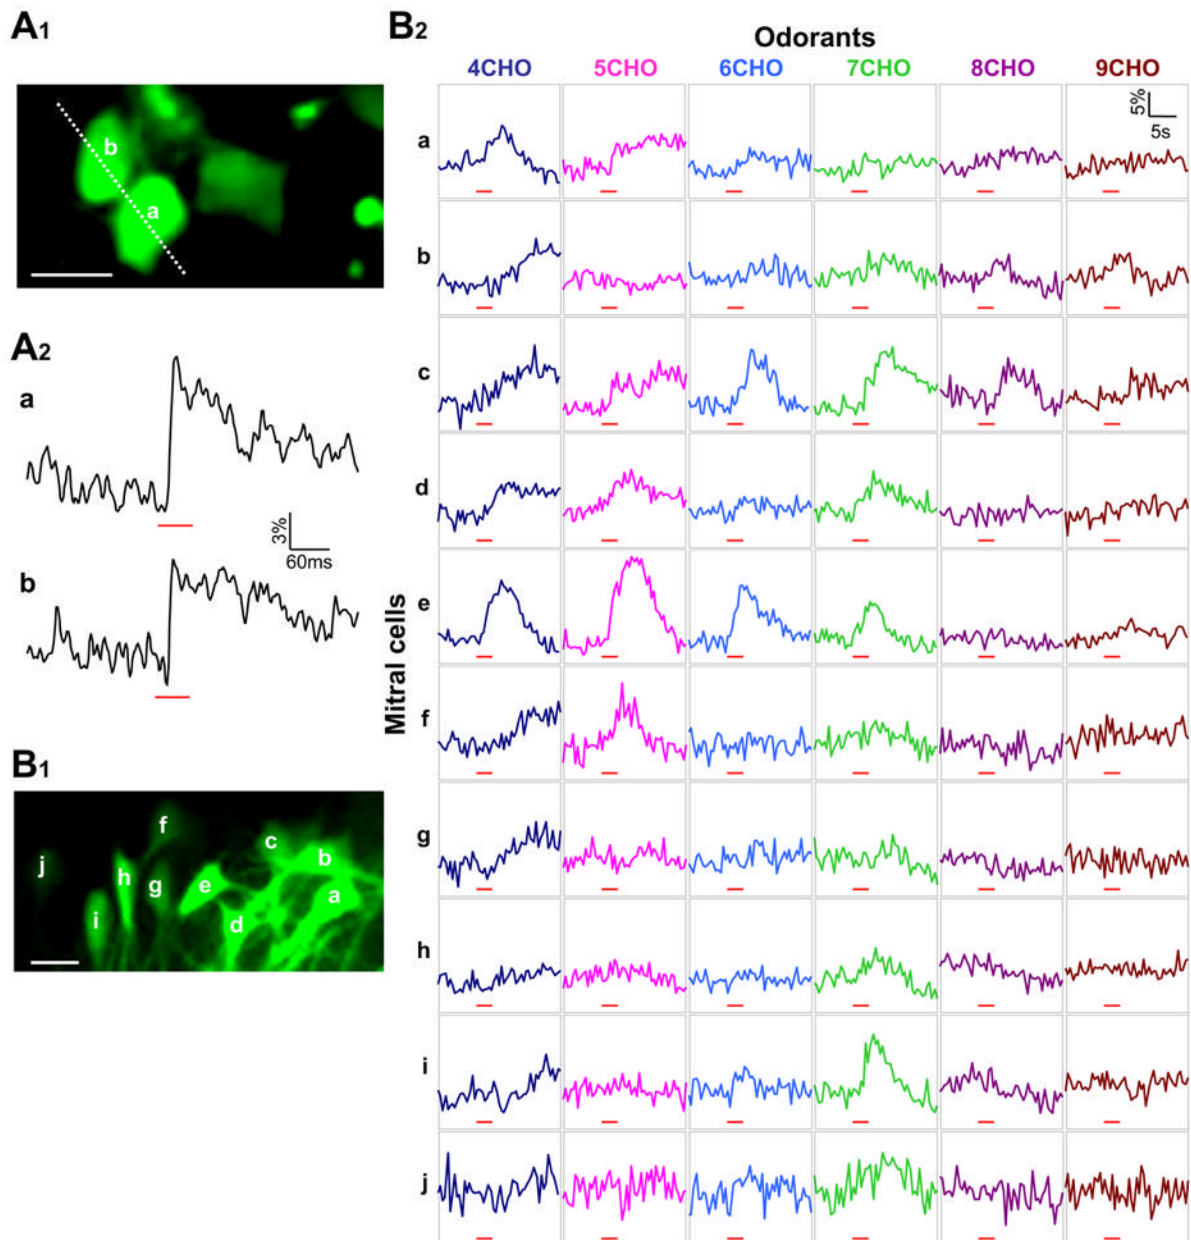 A1
b
a
A2
a
3%
60ms
b
B1
j
i
h
g
f
e
d
c
b
a
B2
Odorants
4CHO 5CHO 6CHO 7CHO 8CHO 9CHO
5%
5s
Mitral cells
a
b
c
d
e
f
g
h
i
j